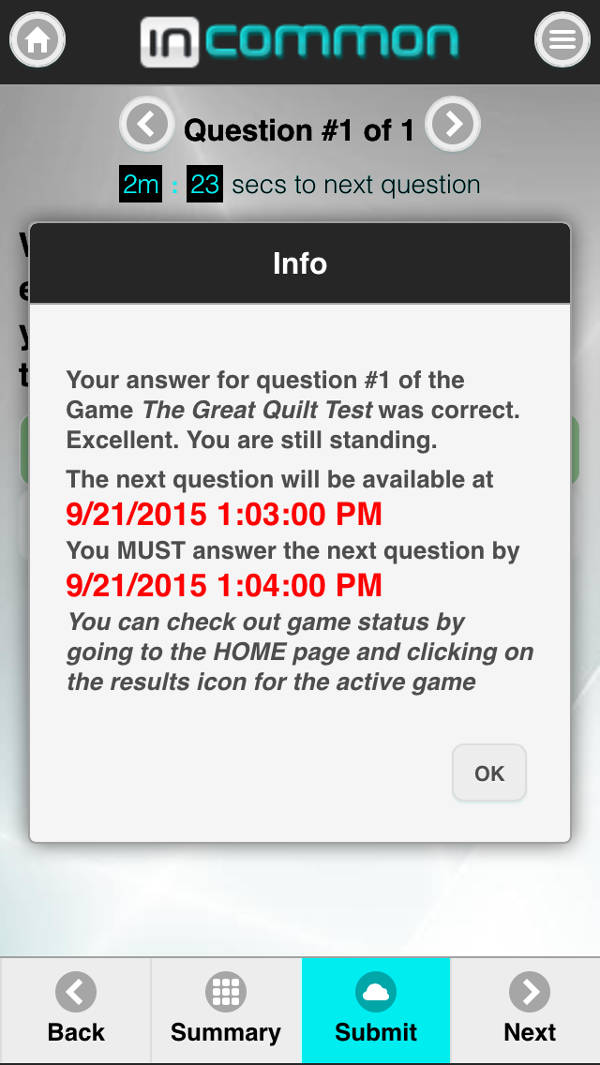 incommon
Question #1 of 1
2m : 23 secs to next question
Info
Your answer for question #1 of the
Game The Great Quilt Test was correct.
Excellent. You are still standing.
The next question will be available at
9/21/2015 1:03:00 PM
You MUST answer the next question by
9/21/2015 1:04:00 PM
You can check out game status by
going to the HOME page and clicking on
the results icon for the active game
OK
Back Summary Submit Next